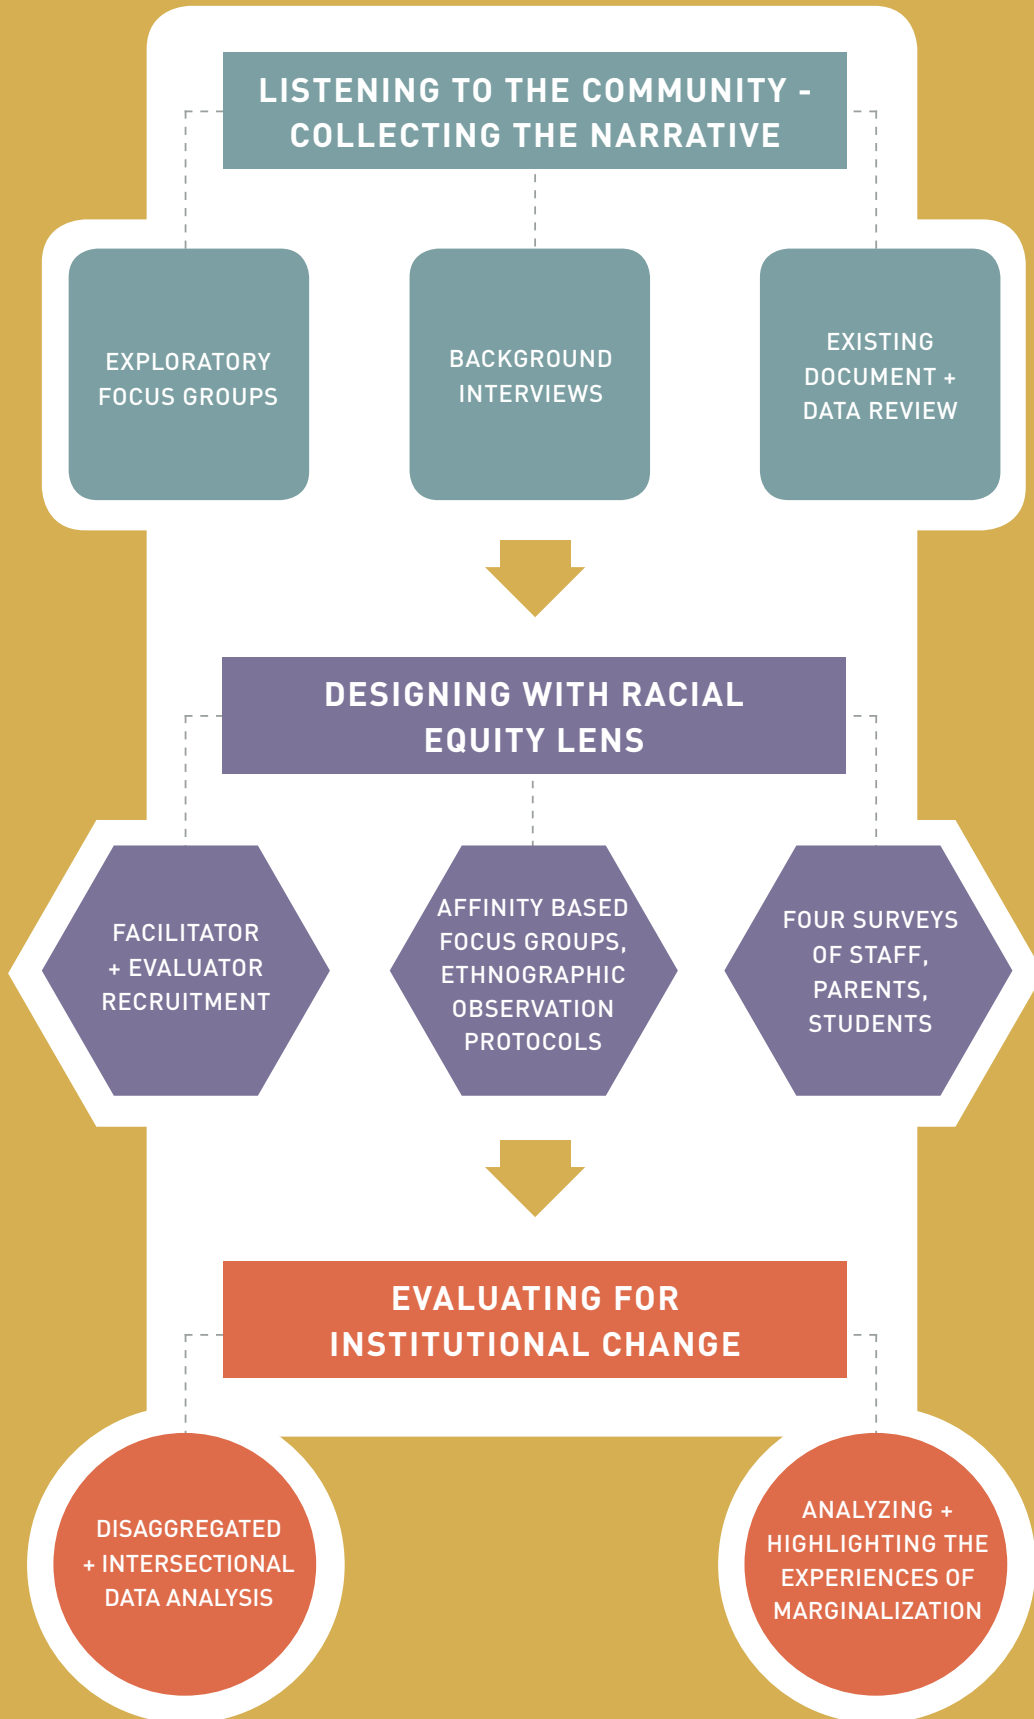 LISTENING TO THE COMMUNITY -
COLLECTING THE NARRATIVE
EXPLORATORY
FOCUS GROUPS
BACKGROUND
INTERVIEWS
EXISTING
DOCUMENT +
DATA REVIEW
DESIGNING WITH RACIAL
EQUITY LENS
FACILITATOR
+ EVALUATOR
RECRUITMENT
AFFINITY BASED
FOCUS GROUPS,
ETHNOGRAPHIC
OBSERVATION
PROTOCOLS
FOUR SURVEYS
OF STAFF,
PARENTS,
STUDENTS
EVALUATING FOR
INSTITUTIONAL CHANGE
DISAGGREGATED
+ INTERSECTIONAL
DATA ANALYSIS
ANALYZING +
HIGHLIGHTING THE
EXPERIENCES OF
MARGINALIZATION